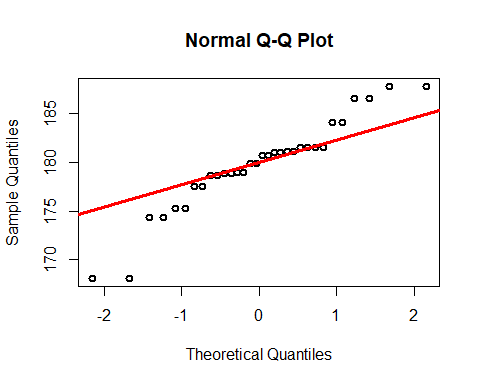 Normal Q-Q Plot
Sample Quantiles
185
180
175
170
-2 -1 0 1 2
Theoretical Quantiles